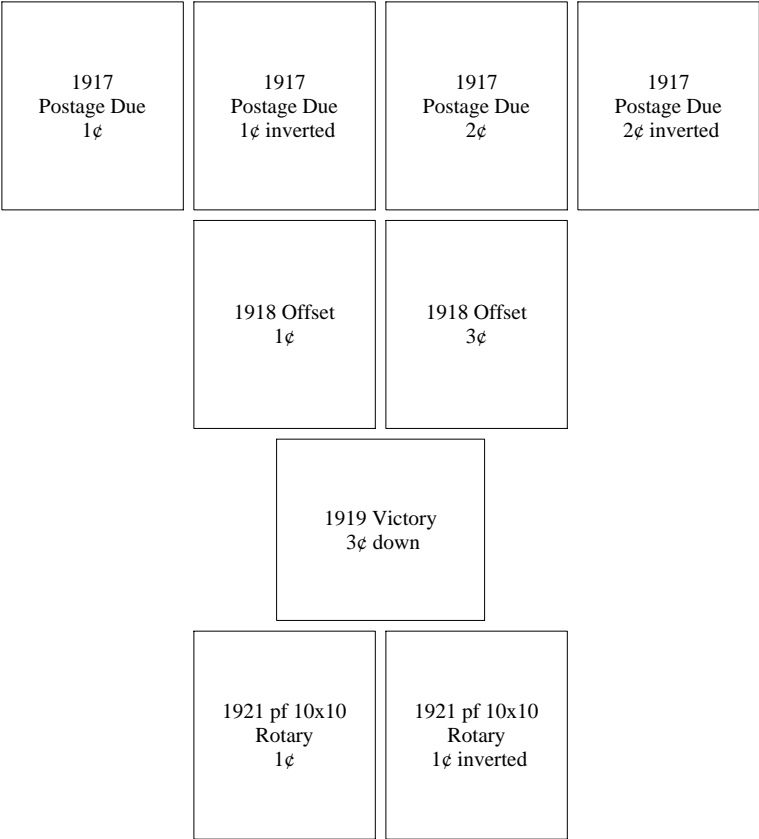 1917
Postage Due
1¢
1917
Postage Due
1¢ inverted
1917
Postage Due
2¢
1917
Postage Due
2¢ inverted
1918 Offset
1¢
1918 Offset
3¢
1919 Victory
3¢ down
1921 pf 10x10
Rotary
1¢
1921 pf 10x10
Rotary
1¢ inverted